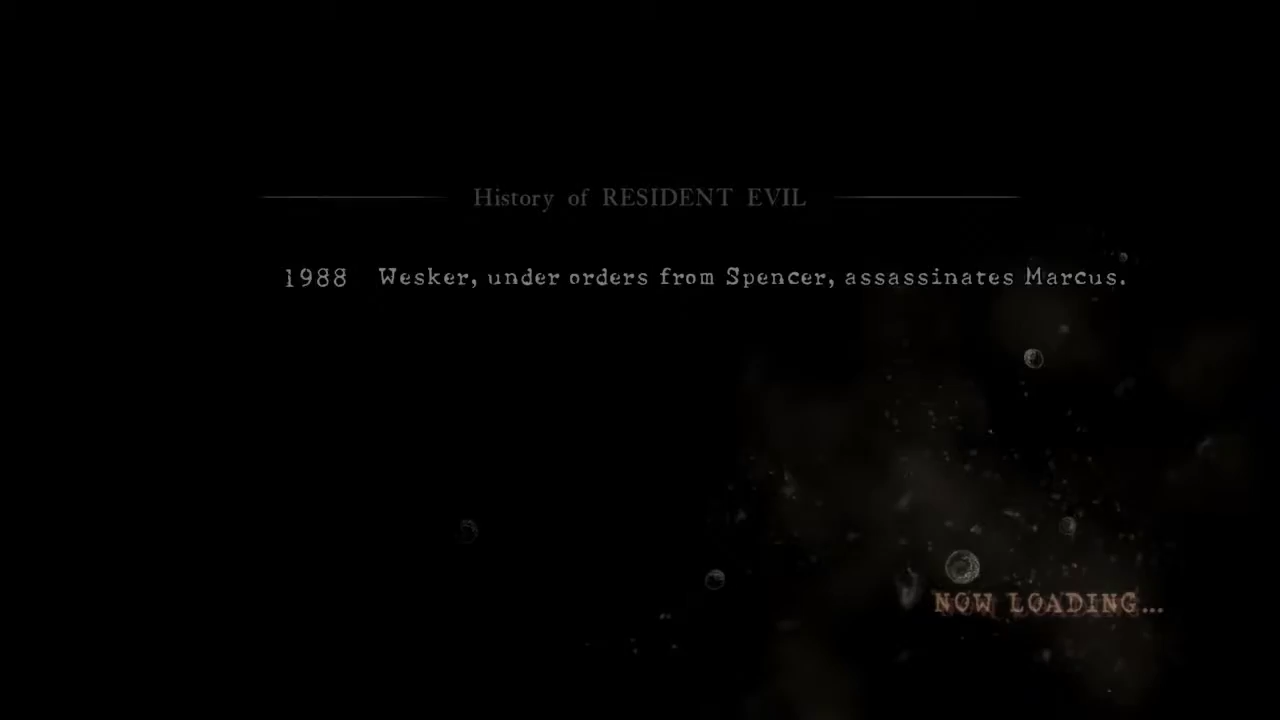 History of RESIDENT EVIL
1988 Wesker, under orders from Spencer, assassinates Marcus.
NOW LOADING...